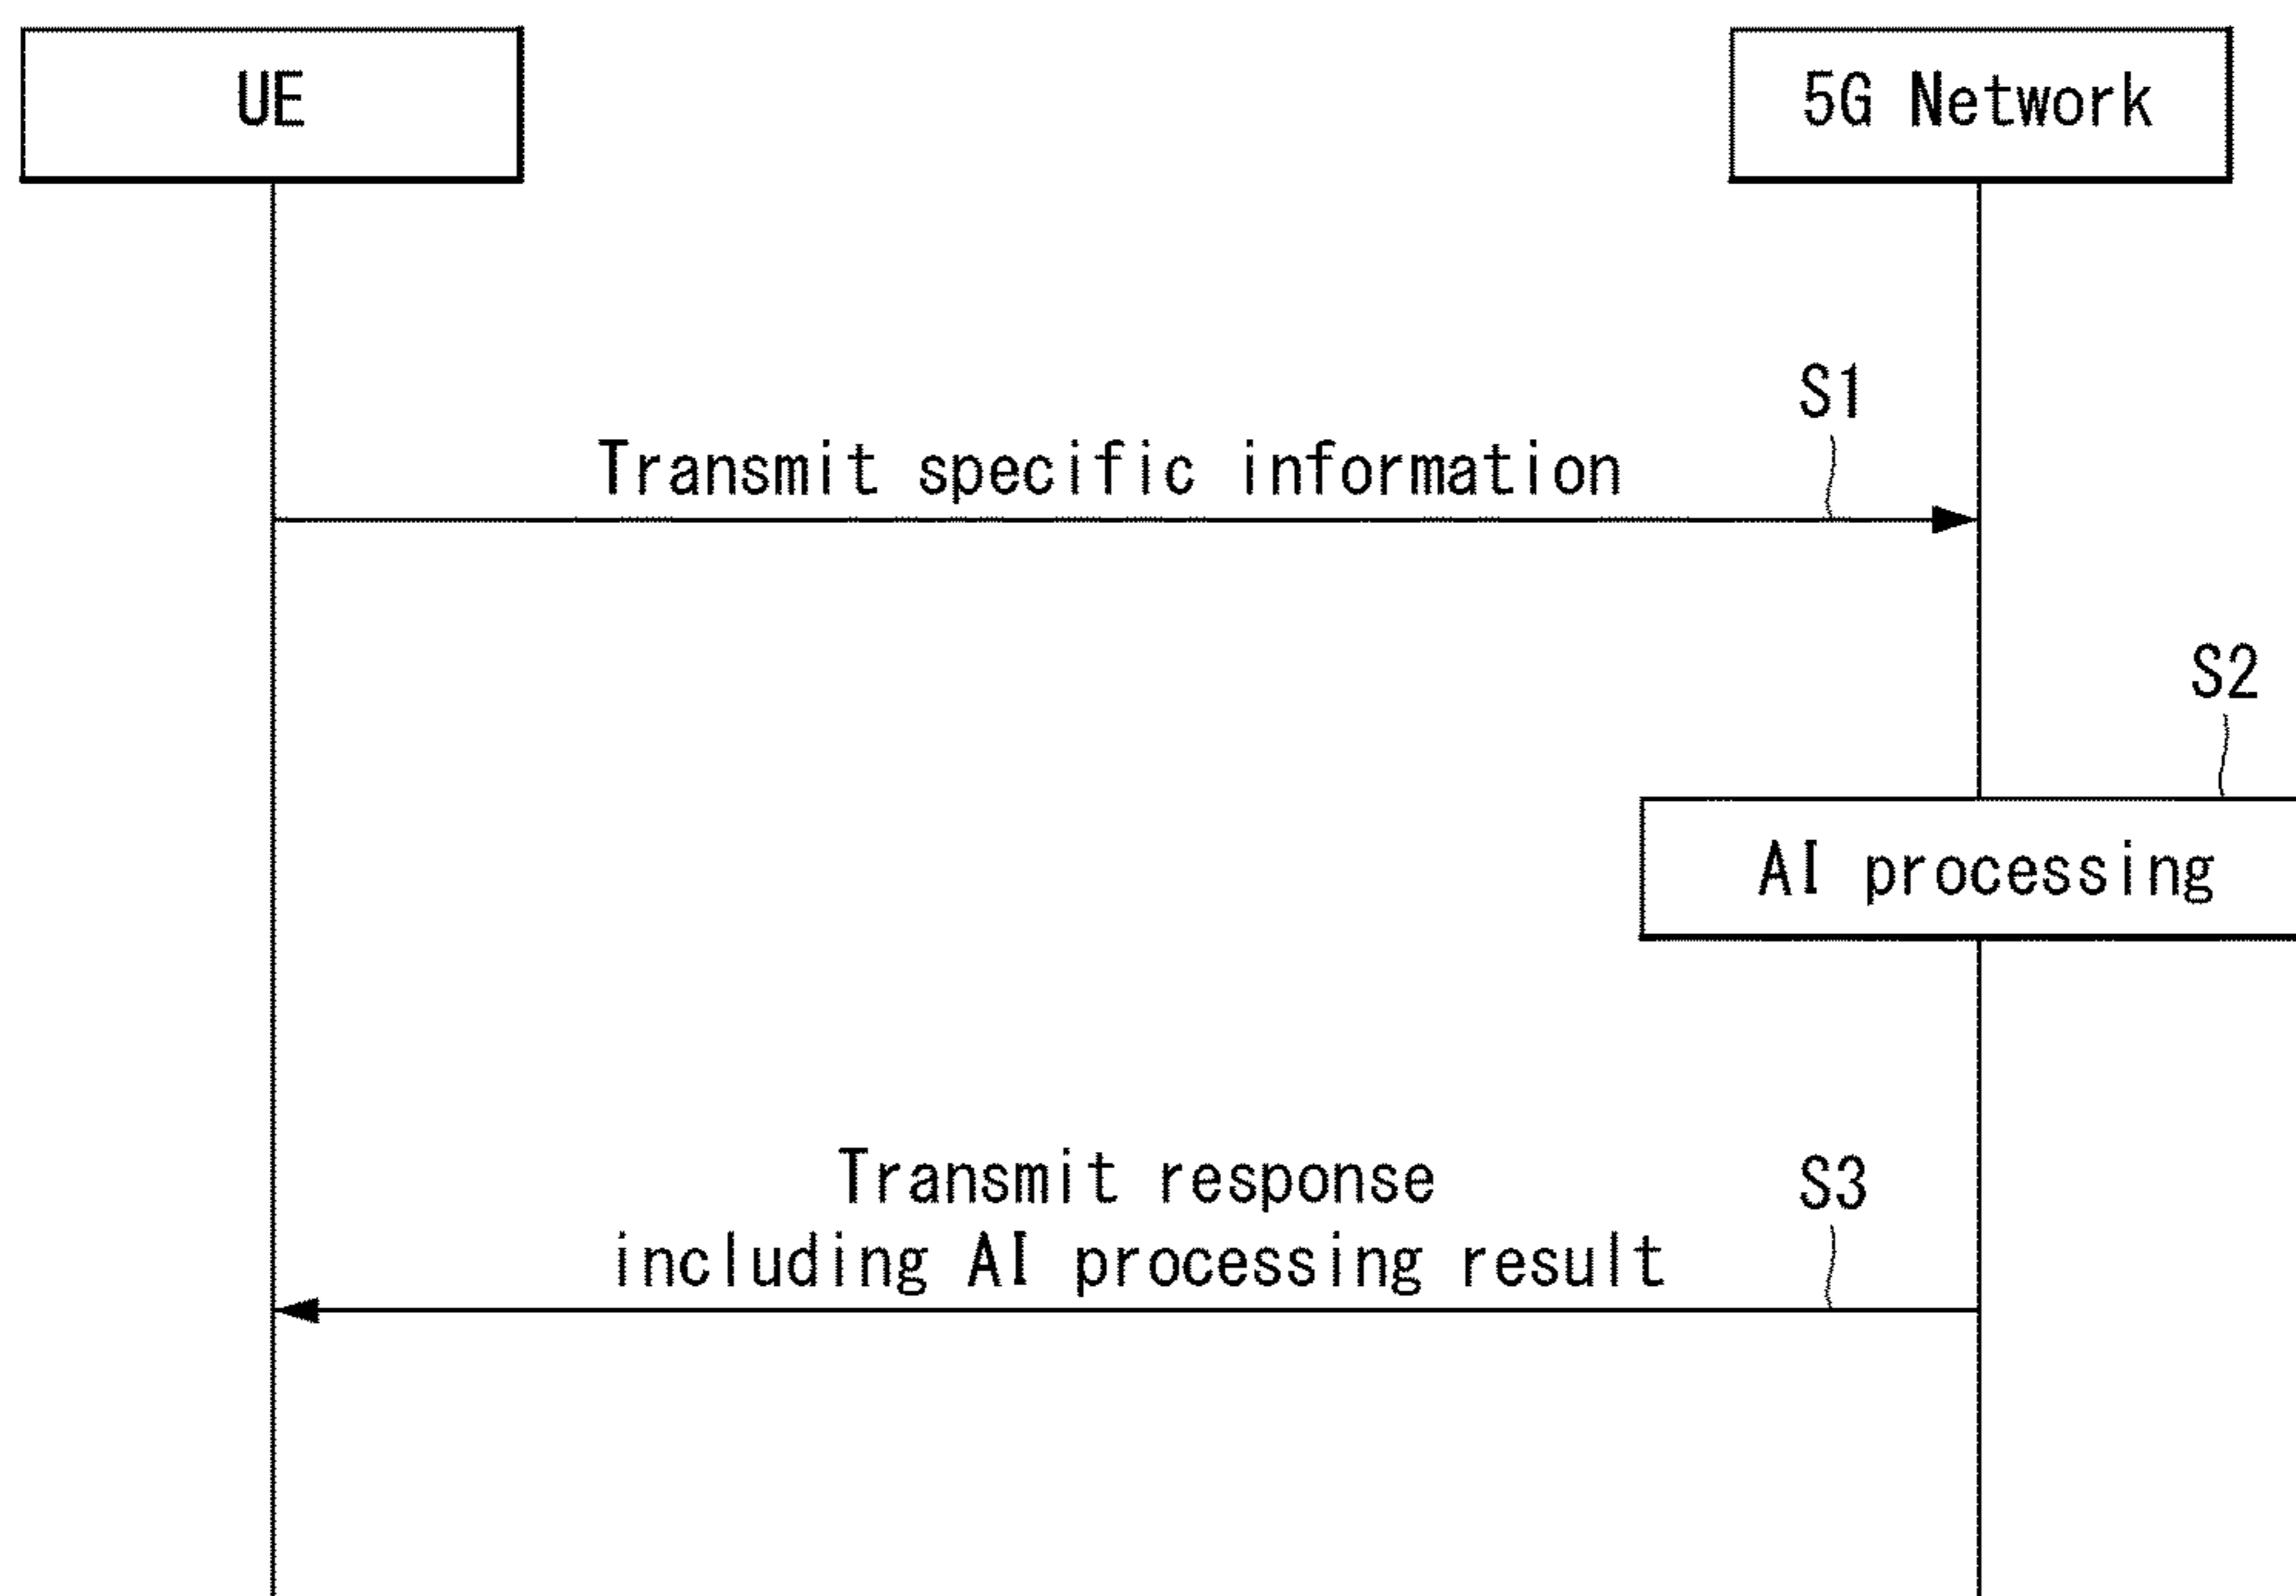 UE
5G Network
S1
Transmit specific information
S2
AI processing
Transmit response
S3
including AI processing result